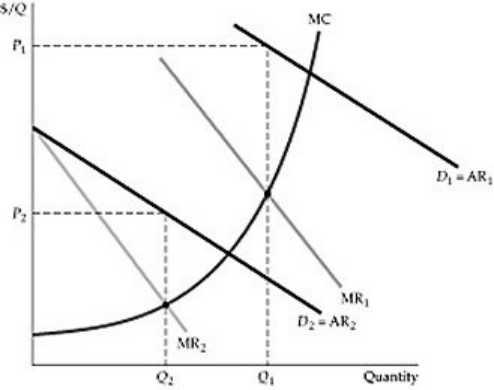 $/Q
MC
P1
D1 = AR1
P2
MR1
D2 = AR2
MR2
Q2
Q1
Quantity